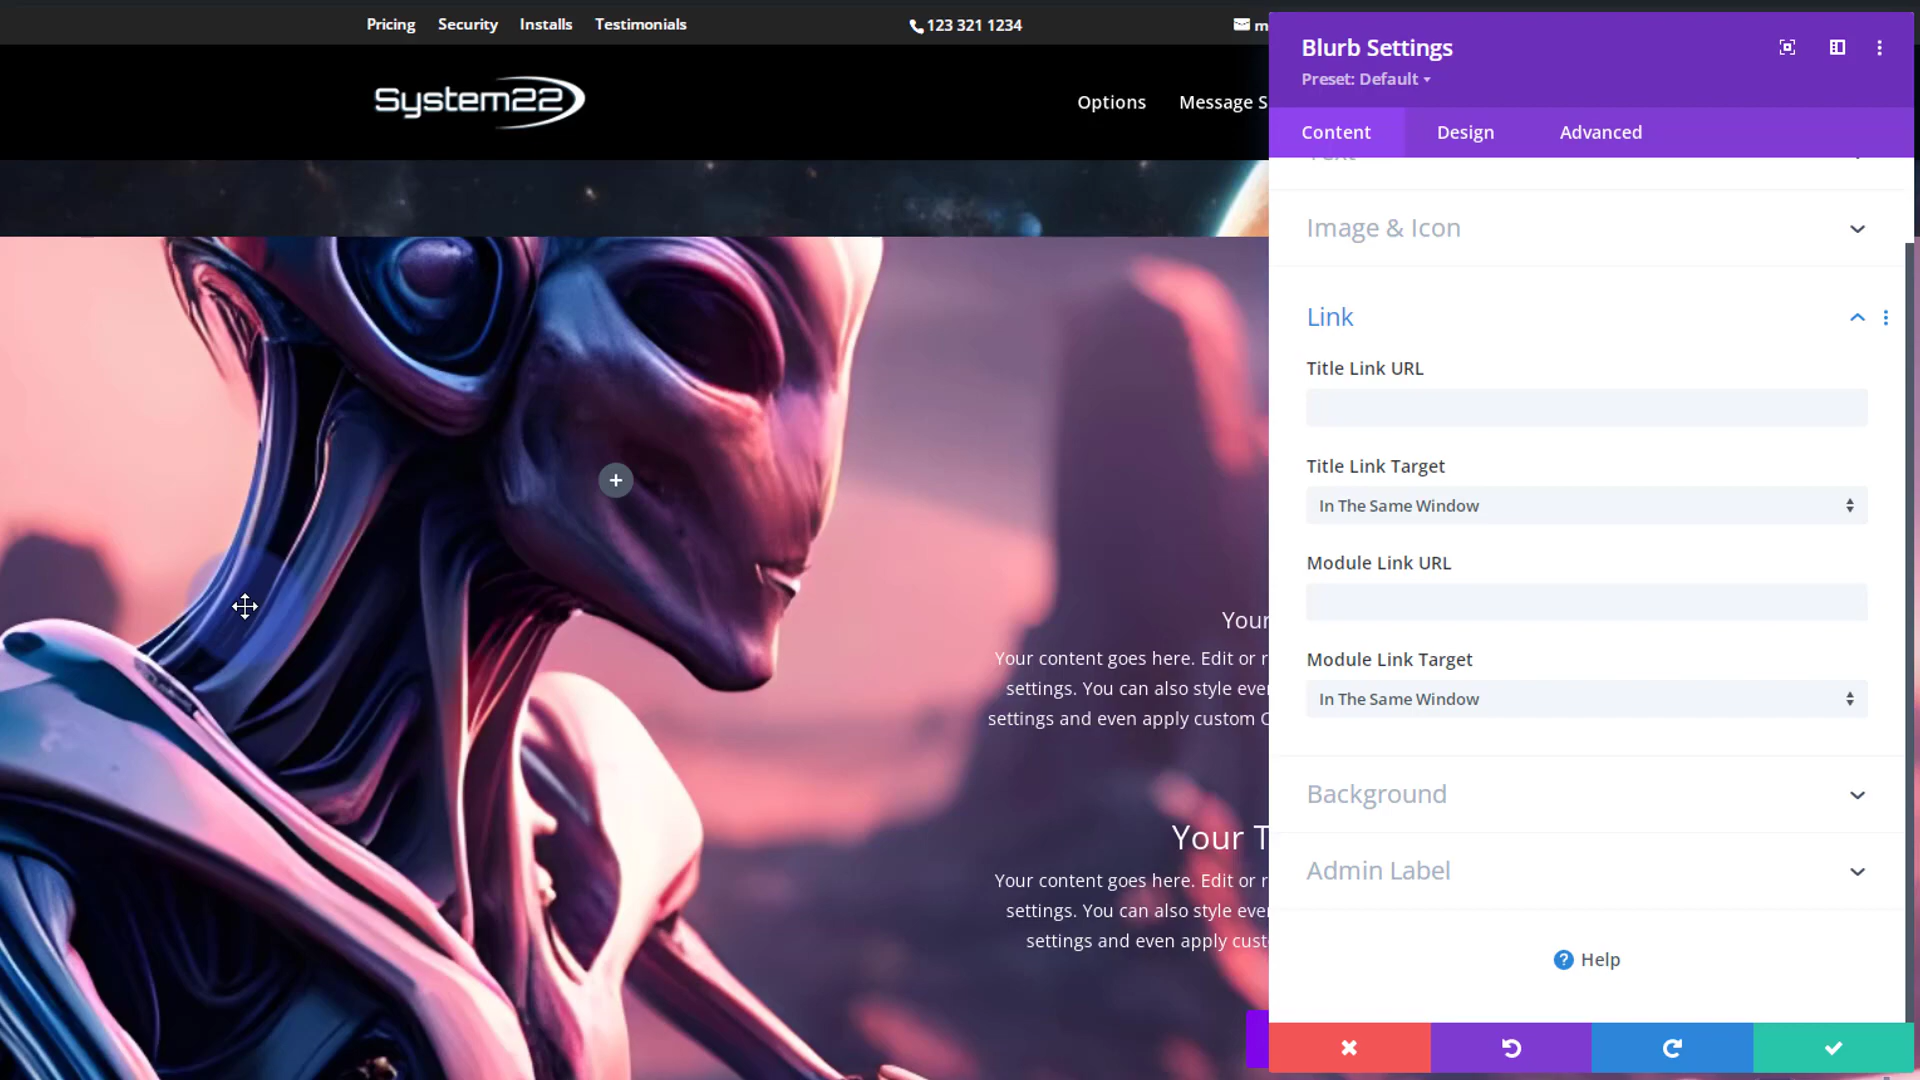 Pricing Security Installs Testimonials
123 321 1234
m
System22
Options Message S
Your
Your content goes here. Edit or r
settings. You can also style eve
settings and even apply custom C
Your T
Your content goes here. Edit or r
settings. You can also style eve
settings and even apply cust
Blurb Settings
Preset: Default
Content Design Advanced
Text
Image & Icon
Link
Title Link URL
Title Link Target
In The Same Window
Module Link URL
Module Link Target
In The Same Window
Background
Admin Label
? Help